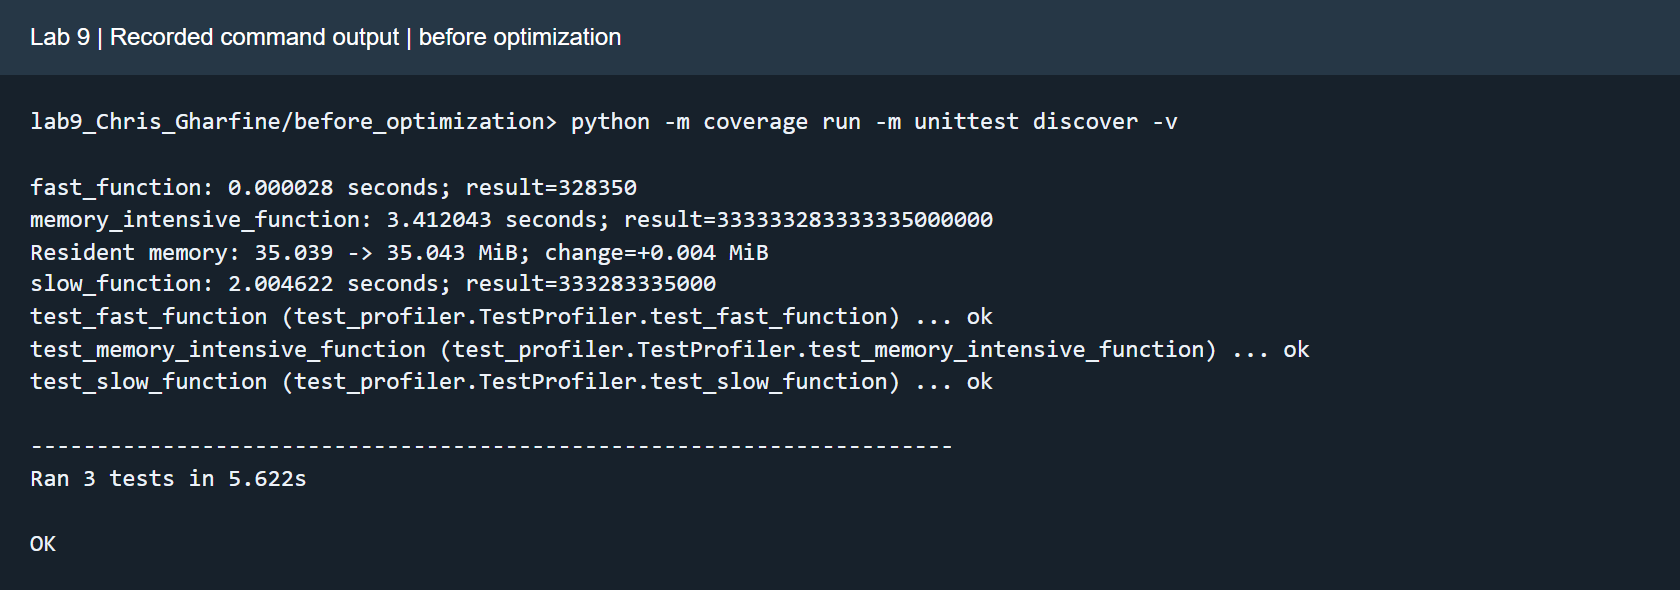 Lab 9 | Recorded command output | before optimization
lab9_Chris_Gharfine/before_optimization> python -m coverage run -m unittest discover -v
fast_function: 0.000028 seconds; result=328350
memory_intensive_function: 3.412043 seconds; result=333333283333335000000
Resident memory: 35.039 -> 35.043 MiB; change=+0.004 MiB
slow_function: 2.004622 seconds; result=333283335000
test_fast_function (test_profiler.TestProfiler.test_fast_function) ... ok
test_memory_intensive_function (test_profiler.TestProfiler.test_memory_intensive_function) ... ok
test_slow_function (test_profiler.TestProfiler.test_slow_function) ... ok
----------------------------------------------------------------------
Ran 3 tests in 5.622s
OK